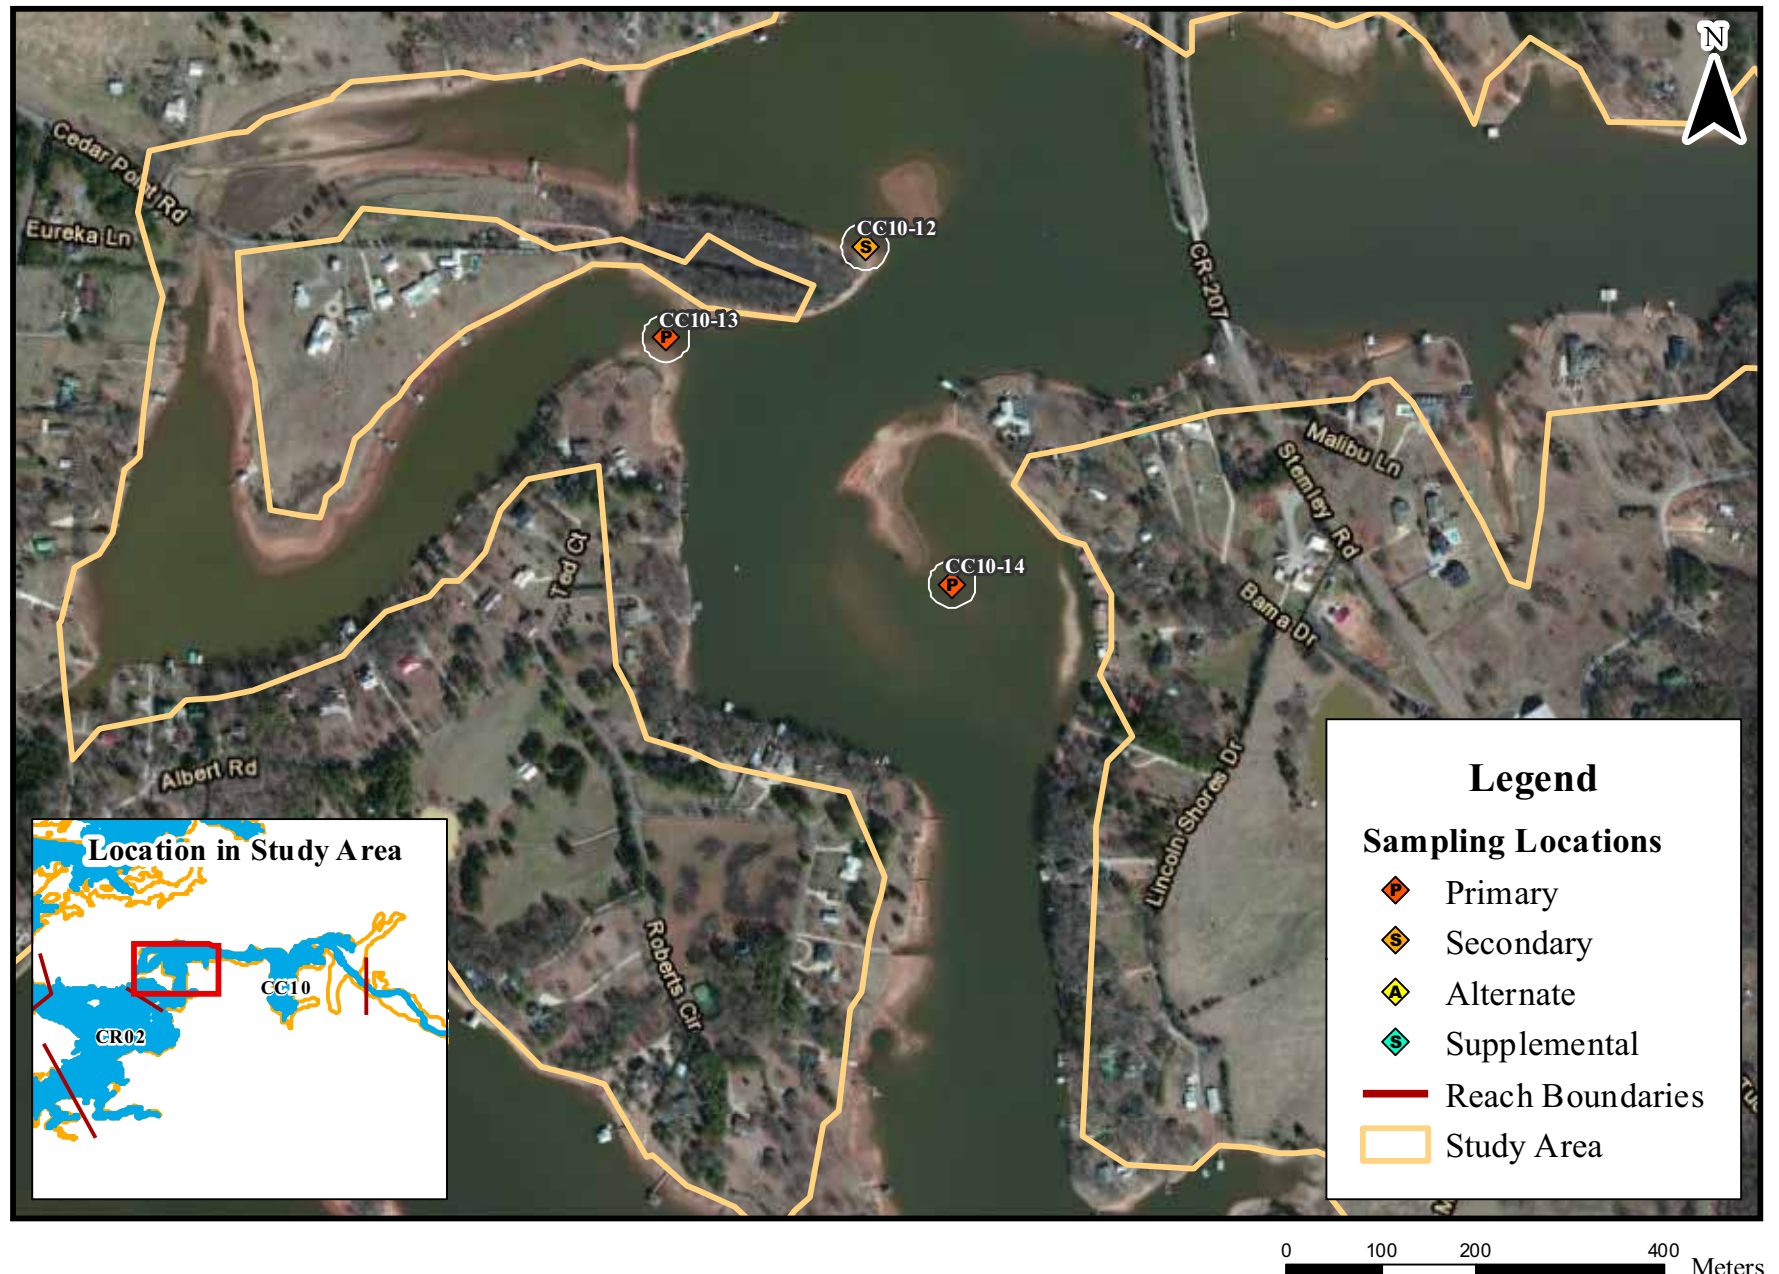 N
Cedar Point Rd
Eureka Ln
CC10-12
S
CR-207
CC10-13
P
Malibu Ln
Stemley Rd
CC10-14
P
Ted Ct
Bama Dr
Albert Rd
Lincoln Shores Dr
Roberts Cir
Location in Study Area
CC10
CR02
Legend
Sampling Locations
P Primary
S Secondary
A Alternate
S Supplemental
Reach Boundaries
Study Area
0 100 200 400 Meters